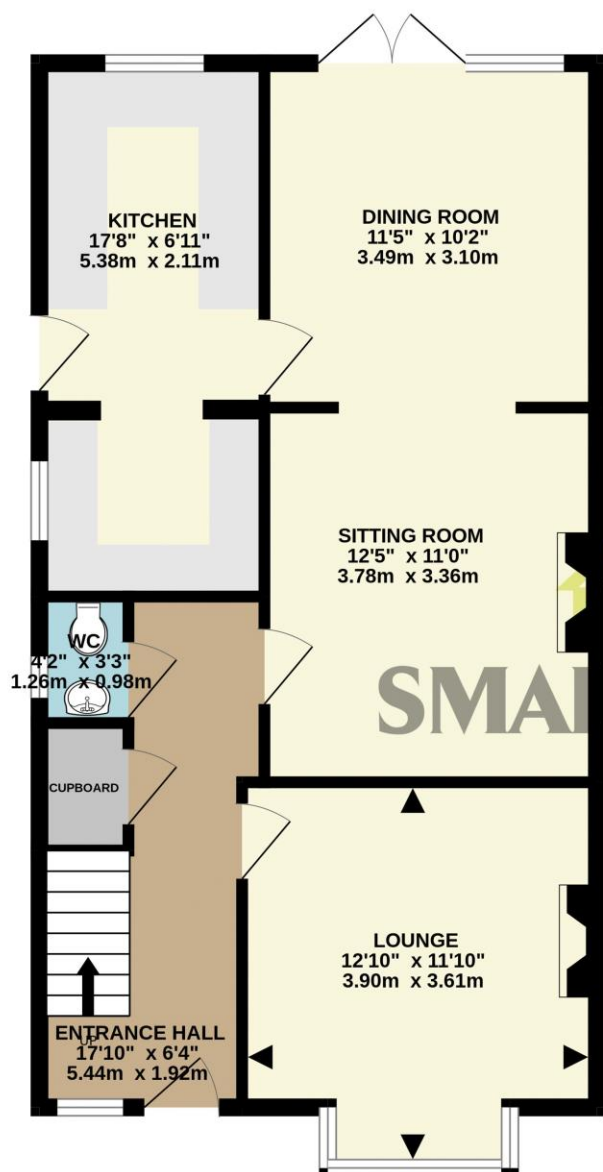 KITCHEN
17'8" x 6'11"
5.38m x 2.11m
DINING ROOM
11'5" x 10'2"
3.49m x 3.10m
SITTING ROOM
12'5" x 11'0"
3.78m x 3.36m
WC
4'2" x 3'3"
1.26m x 0.98m
CUPBOARD
LOUNGE
12'10" x 11'10"
3.90m x 3.61m
UP
ENTRANCE HALL
17'10" x 6'4"
5.44m x 1.92m